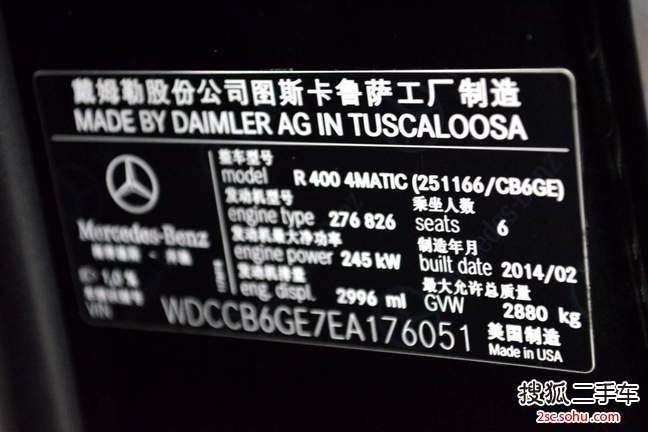 戴姆勒股份公司图斯卡鲁萨工厂制造
MADE BY DAIMLER AG IN TUSCALOOSA
整车型号
model R 400 4MATIC (251166/CB6GE)
发动机型号 乘坐人数
engine type 276 826 seats 6
发动机最大净功率 制造年月
engine power 245 kW built date 2014/02
发动机排量 最大允许总质量
eng. displ. 2996 ml GVW 2880 kg
Mercedes-Benz
VIN WDCCB6GE7EA176051
美国制造
Made in USA
搜狐二手车
2sc.sohu.com